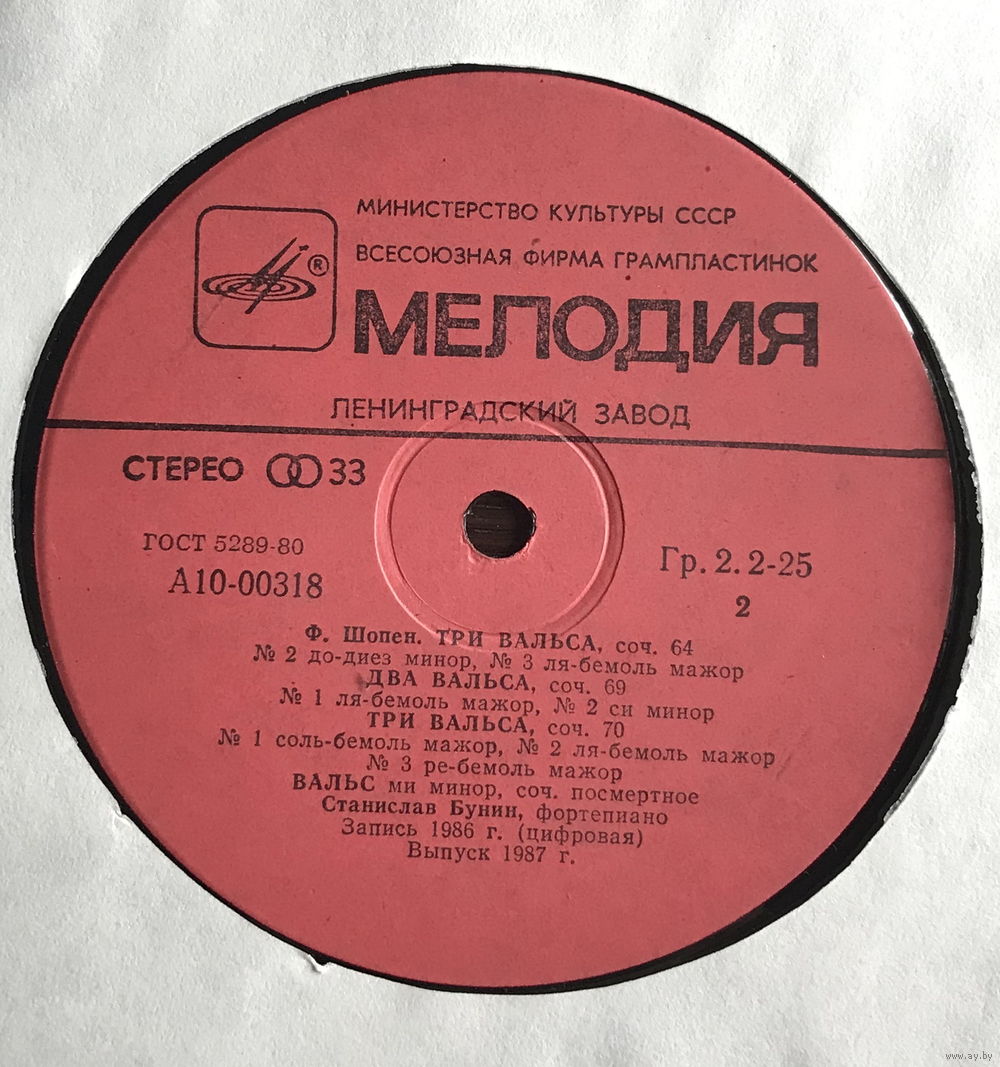 МИНИСТЕРСТВО КУЛЬТУРЫ СССР
ВСЕСОЮЗНАЯ ФИРМА ГРАМПЛАСТИНОК
®
МЕЛОДИЯ
ЛЕНИНГРАДСКИЙ ЗАВОД
СТЕРЕО 33
ГОСТ 5289-80
А10-00318
Гр. 2. 2-25
2
Ф. Шопен. ТРИ ВАЛЬСА, соч. 64
№ 2 до-диез минор, № 3 ля-бемоль мажор
ДВА ВАЛЬСА, соч. 69
№ 1 ля-бемоль мажор, № 2 си минор
ТРИ ВАЛЬСА, соч. 70
№ 1 соль-бемоль мажор, № 2 ля-бемоль мажор
№ 3 ре-бемоль мажор
ВАЛЬС ми минор, соч. посмертное
Станислав Бунин, фортепиано
Запись 1986 г. (цифровая)
Выпуск 1987 г.
www.ay.by